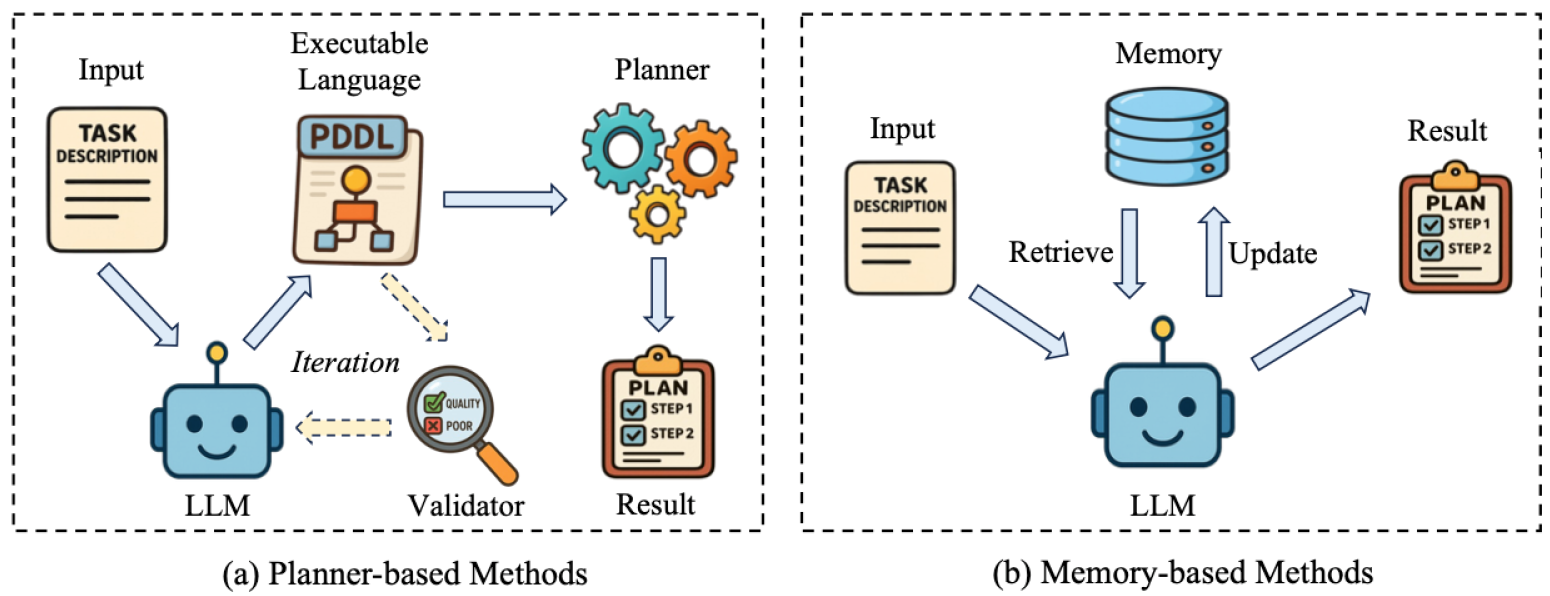 Input
Executable
Language
Planner
TASK
DESCRIPTION
PDDL
Iteration
QUALITY
POOR
PLAN
STEP 1
STEP 2
LLM
Validator
Result
(a) Planner-based Methods
Memory
Input
Result
TASK
DESCRIPTION
PLAN
STEP 1
STEP 2
Retrieve
Update
LLM
(b) Memory-based Methods